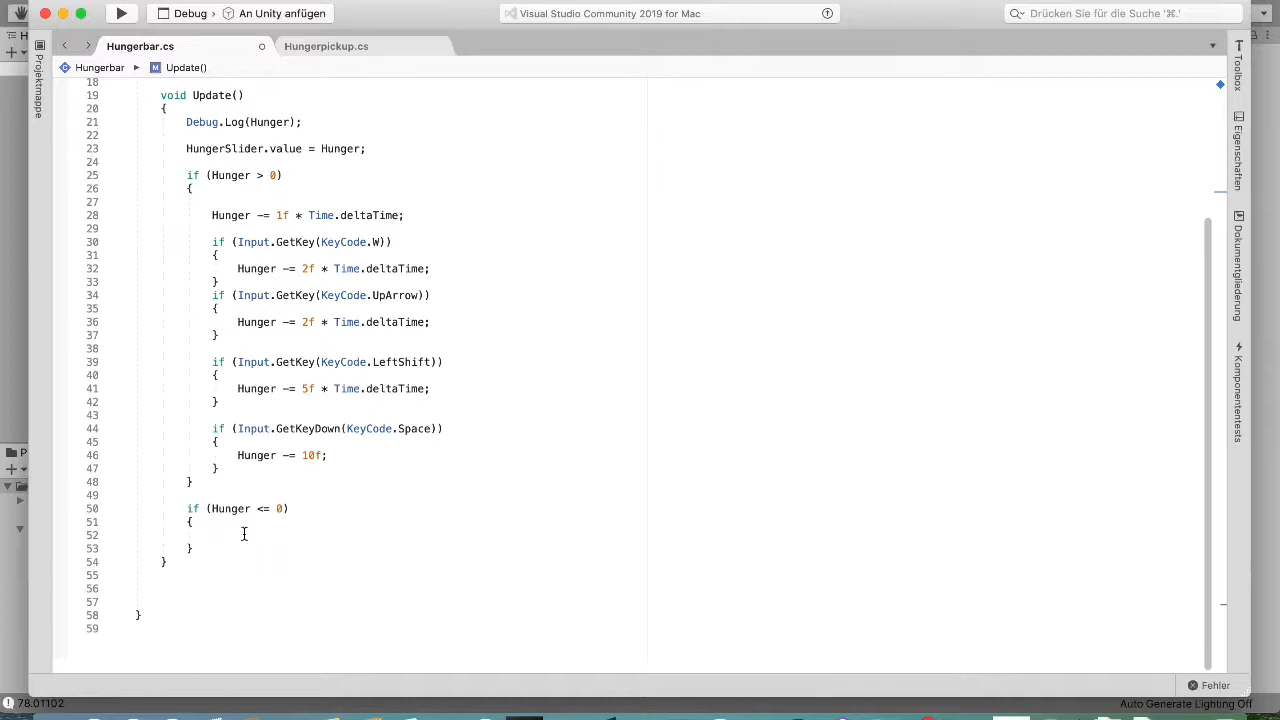 Debug › An Unity anfügen
Visual Studio Community 2019 for Mac
Drücken Sie für die Suche '⌘.'
Hungerbar.cs
Hungerpickup.cs
Hungerbar ▶ M Update()
Projektmappe
Toolbox
Eigenschaften
Dokumentgliederung
Komponententests
18
19 void Update()
20 {
21 Debug.Log(Hunger);
22
23 HungerSlider.value = Hunger;
24
25 if (Hunger > 0)
26 {
27
28 Hunger -= 1f * Time.deltaTime;
29
30 if (Input.GetKey(KeyCode.W))
31 {
32 Hunger -= 2f * Time.deltaTime;
33 }
34 if (Input.GetKey(KeyCode.UpArrow))
35 {
36 Hunger -= 2f * Time.deltaTime;
37 }
38
39 if (Input.GetKey(KeyCode.LeftShift))
40 {
41 Hunger -= 5f * Time.deltaTime;
42 }
43
44 if (Input.GetKeyDown(KeyCode.Space))
45 {
46 Hunger -= 10f;
47 }
48 }
49
50 if (Hunger <= 0)
51 {
52
53 }
54 }
55
56
57
58 }
59
Fehler
78.01102
Auto Generate Lighting Off